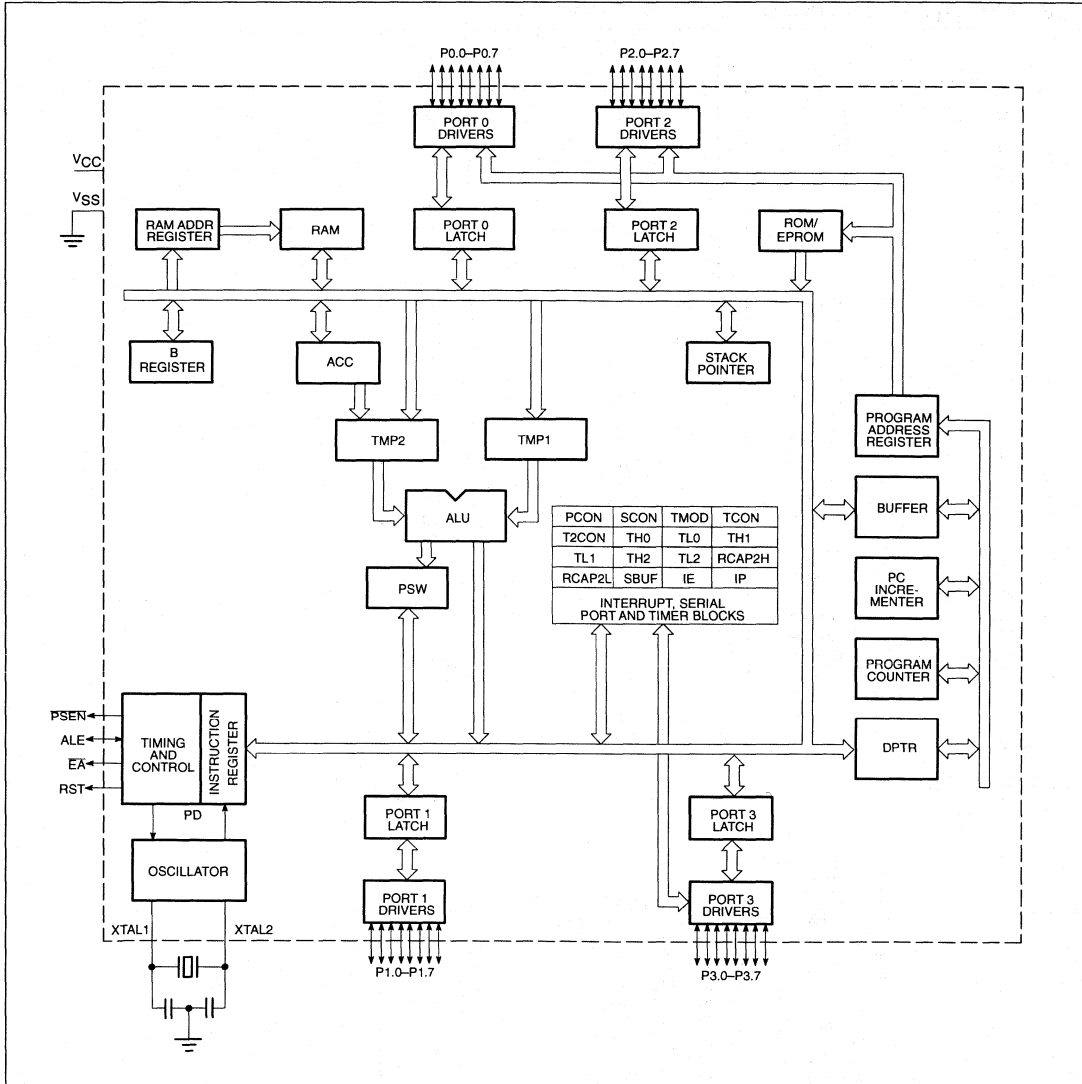 P0.0–P0.7
P2.0–P2.7
PORT 0
DRIVERS
PORT 2
DRIVERS
VCC
VSS
RAM ADDR
REGISTER
RAM
PORT 0
LATCH
PORT 2
LATCH
ROM/
EPROM
B
REGISTER
ACC
STACK
POINTER
PROGRAM
ADDRESS
REGISTER
TMP2
TMP1
ALU
BUFFER
PCON SCON TMOD TCON
T2CON TH0 TL0 TH1
TL1 TH2 TL2 RCAP2H
RCAP2L SBUF IE IP
INTERRUPT, SERIAL
PORT AND TIMER BLOCKS
PSW
PC
INCRE-
MENTER
PROGRAM
COUNTER
PSEN
ALE
EA
RST
TIMING
AND
CONTROL
INSTRUCTION
REGISTER
DPTR
PD
PORT 1
LATCH
PORT 3
LATCH
OSCILLATOR
PORT 1
DRIVERS
PORT 3
DRIVERS
XTAL1
XTAL2
P1.0–P1.7
P3.0–P3.7